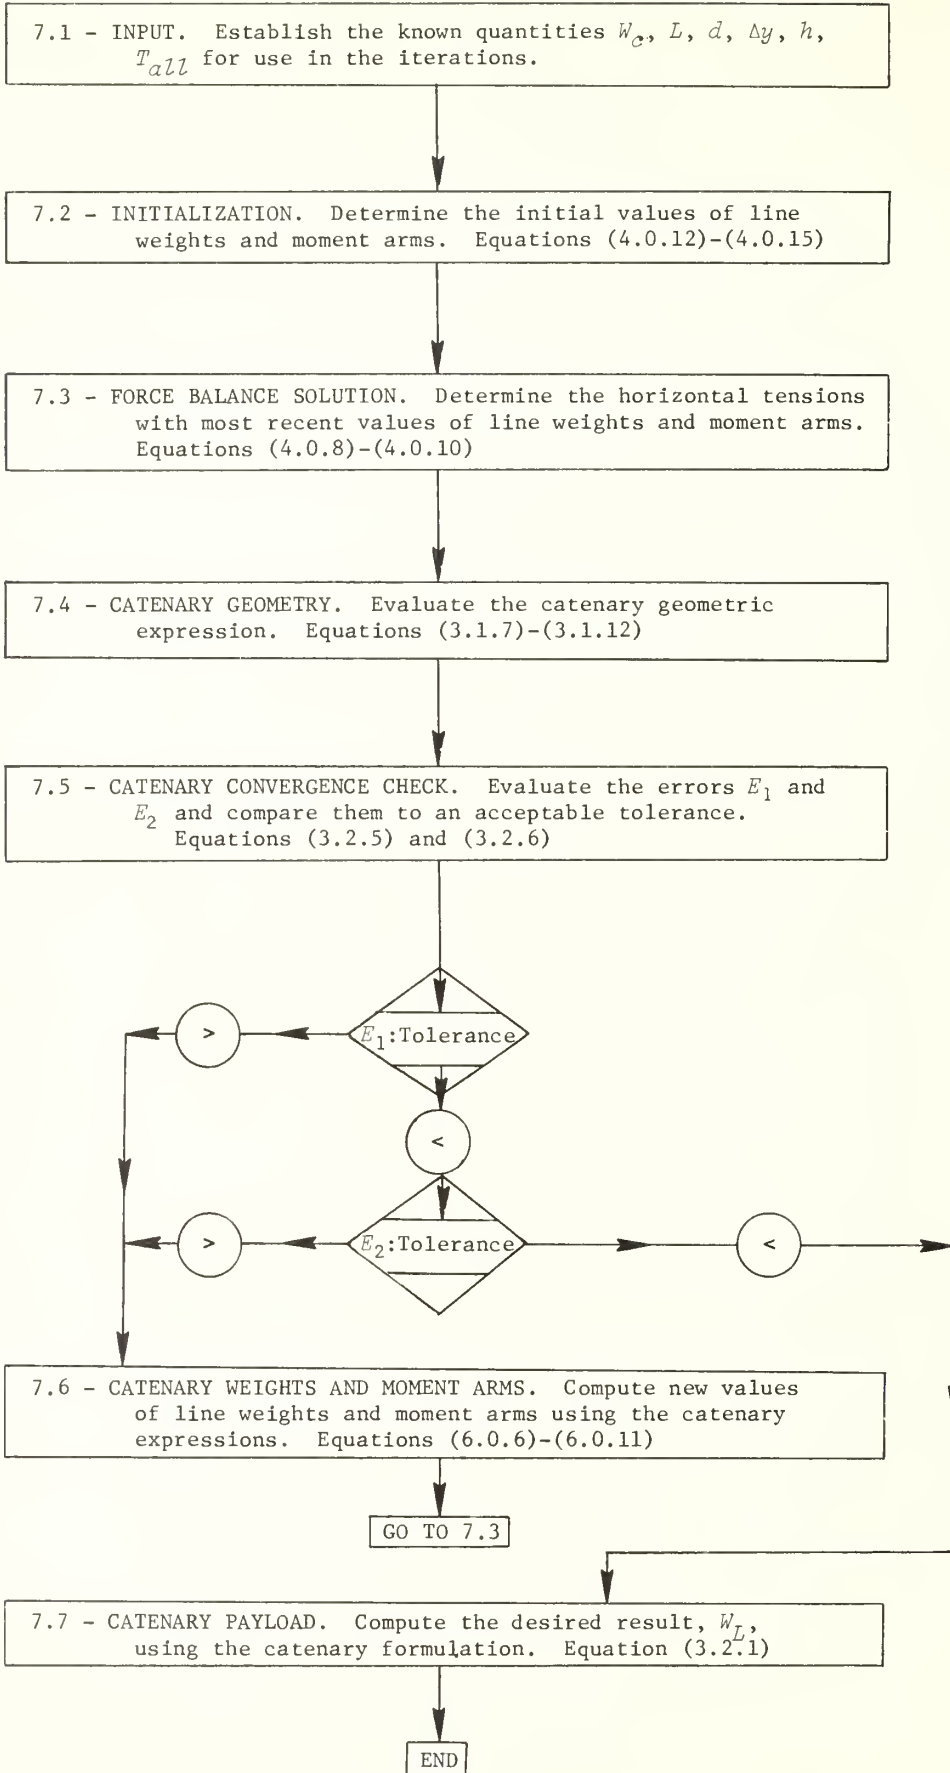 7.1 - INPUT. Establish the known quantities W_c, L, d, Δy, h,
T_all for use in the iterations.
7.2 - INITIALIZATION. Determine the initial values of line
weights and moment arms. Equations (4.0.12)-(4.0.15)
7.3 - FORCE BALANCE SOLUTION. Determine the horizontal tensions
with most recent values of line weights and moment arms.
Equations (4.0.8)-(4.0.10)
7.4 - CATENARY GEOMETRY. Evaluate the catenary geometric
expression. Equations (3.1.7)-(3.1.12)
7.5 - CATENARY CONVERGENCE CHECK. Evaluate the errors E_1 and
E_2 and compare them to an acceptable tolerance.
Equations (3.2.5) and (3.2.6)
> E_1:Tolerance
<
> E_2:Tolerance <
7.6 - CATENARY WEIGHTS AND MOMENT ARMS. Compute new values
of line weights and moment arms using the catenary
expressions. Equations (6.0.6)-(6.0.11)
GO TO 7.3
7.7 - CATENARY PAYLOAD. Compute the desired result, W_L,
using the catenary formulation. Equation (3.2.1)
END